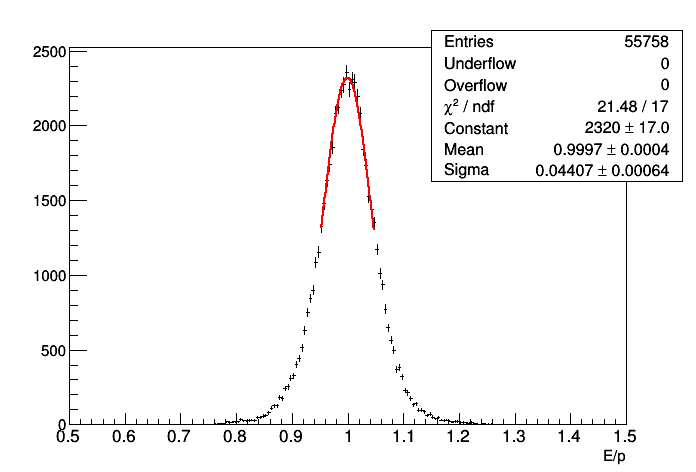 Entries 55758
Underflow 0
Overflow 0
χ² / ndf 21.48 / 17
Constant 2320 ± 17.0
Mean 0.9997 ± 0.0004
Sigma 0.04407 ± 0.00064
2500
2000
1500
1000
500
0
0.5 0.6 0.7 0.8 0.9 1 1.1 1.2 1.3 1.4 1.5
E/p